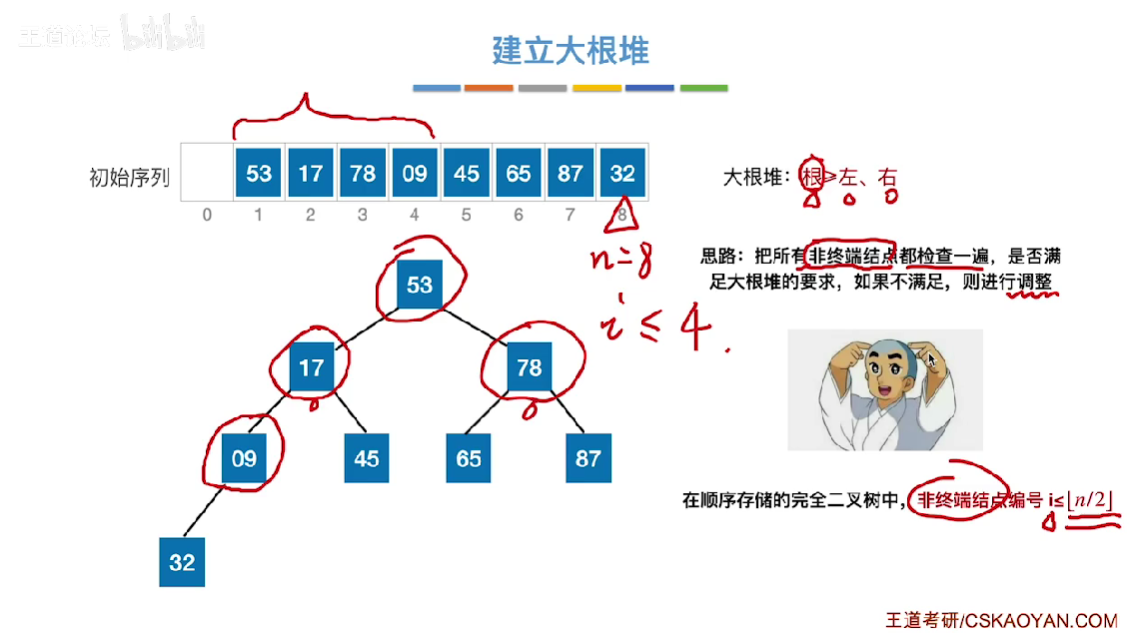 王道论坛 bilibili
建立大根堆
初始序列 53 17 78 09 45 65 87 32
0 1 2 3 4 5 6 7 8
n=8
i≤4.
大根堆：根≥左、右
思路：把所有非终端结点都检查一遍，是否满
足大根堆的要求，如果不满足，则进行调整
53
17 78
09 45 65 87
32
在顺序存储的完全二叉树中，非终端结点编号 i≤⌊n/2⌋
王道考研/CSKAOYAN.COM